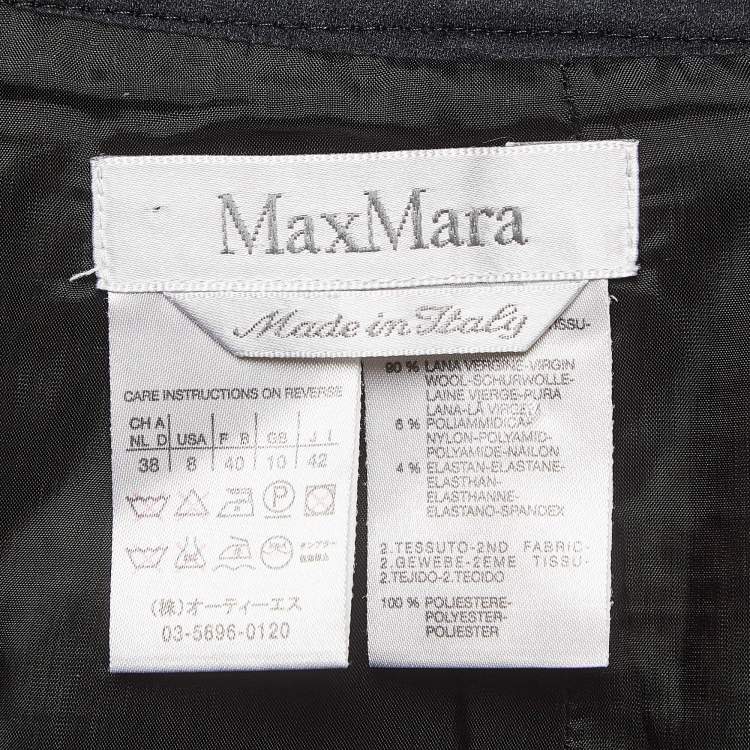 MaxMara
Made in Italy
CARE INSTRUCTIONS ON REVERSE
CH A
NL D USA F B GB J I
38 8 40 10 42
P
(株)オーティーエス
03-5696-0120
TISSU-
90 % LANA VERGINE-VIRGIN
WOOL-SCHURWOLLE-
LAINE VIERGE-PURA
LANA-LÀ VIRGEM
6 % POLIAMMIDICA-
NYLON-POLYAMID-
POLYAMIDE-NAILON
4 % ELASTAN-ELASTANE-
ELASTHAN-
ELASTHANNE-
ELASTANO-SPANDEX
2.TESSUTO-2ND FABRIC-
2.GEWEBE-2EME TISSU-
2.TEJIDO-2.TECIDO
100 % POLIESTERE-
POLYESTER-
POLIESTER